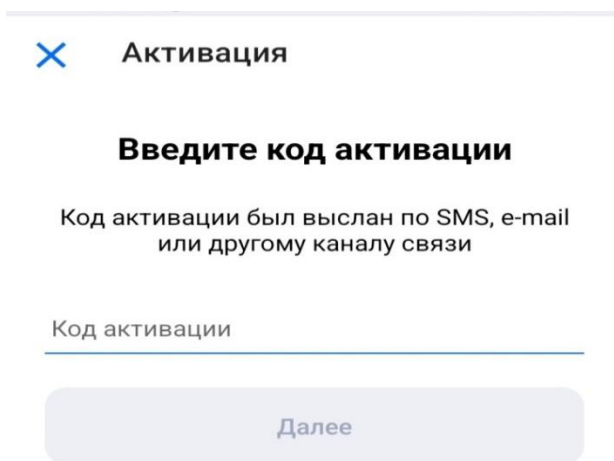 Активация
Введите код активации
Код активации был выслан по SMS, e-mail
или другому каналу связи
Код активации
Далее